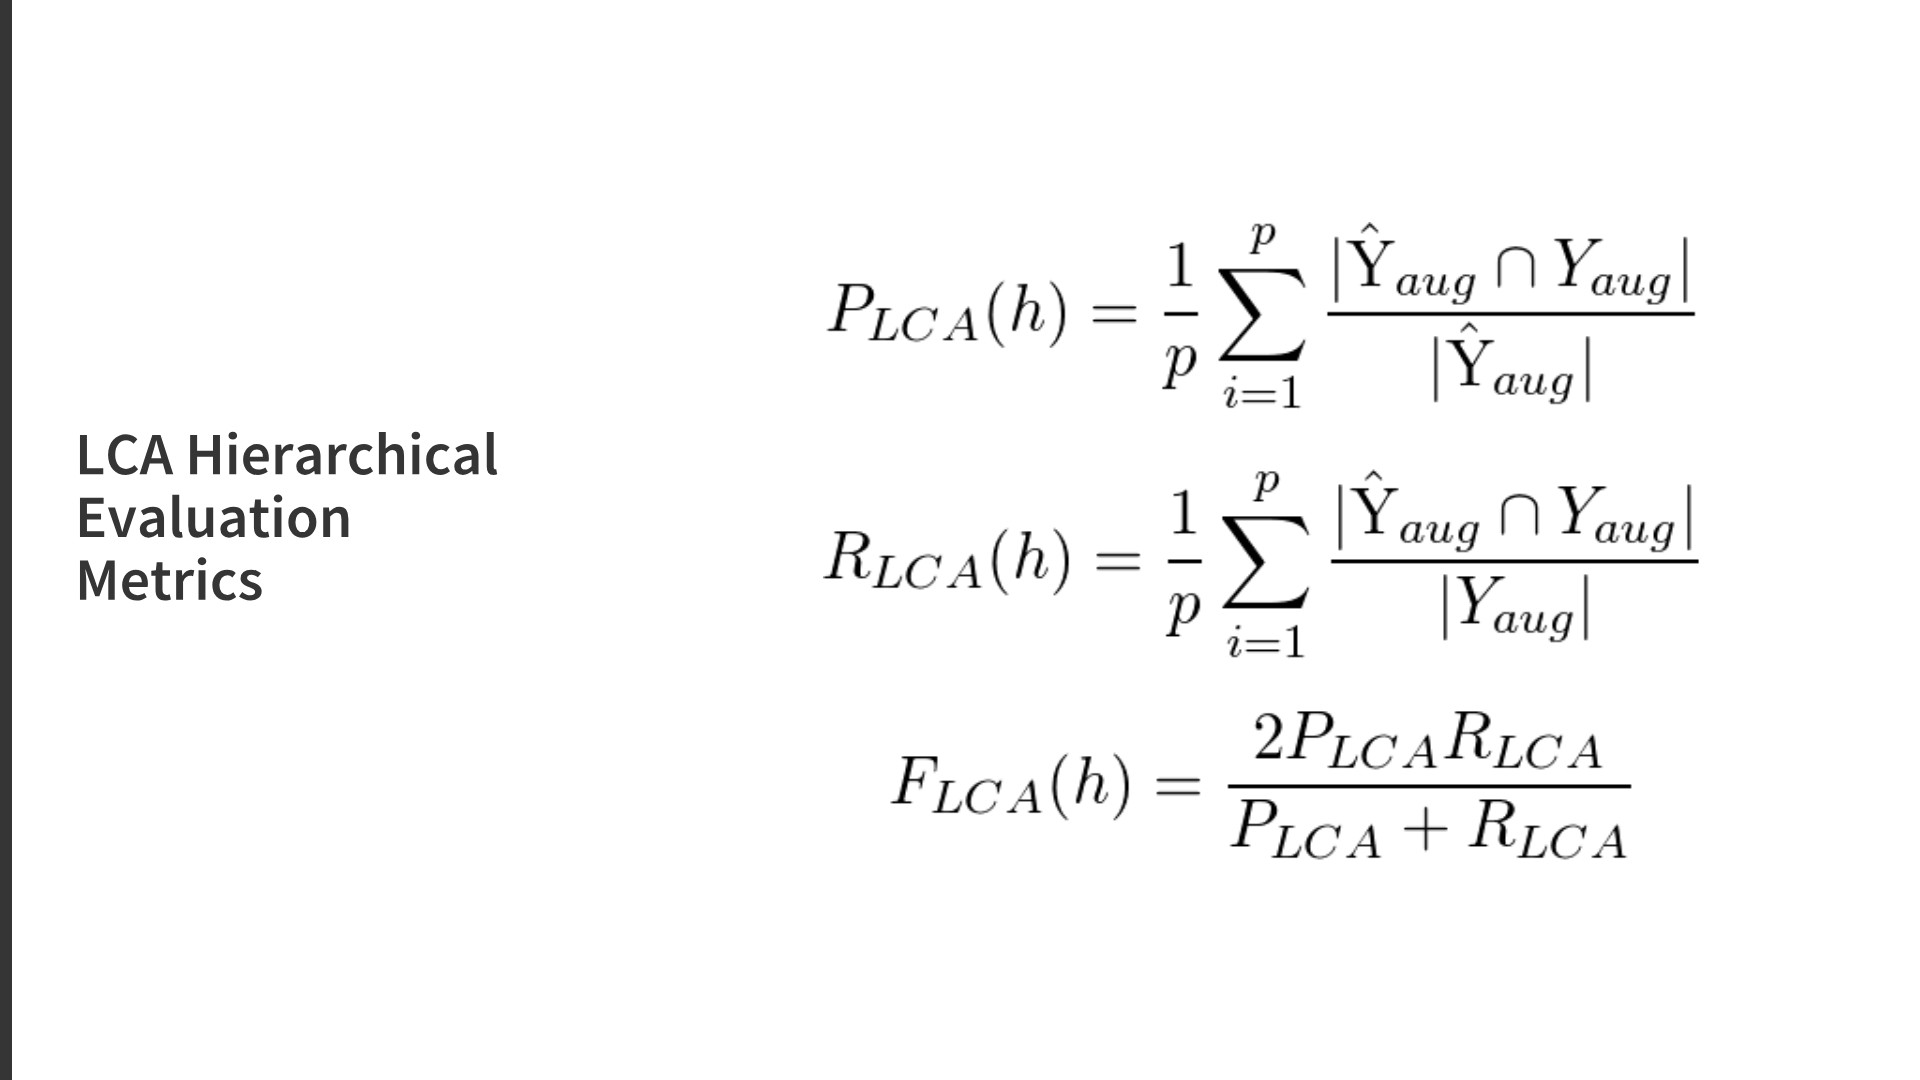 LCA Hierarchical
Evaluation
Metrics
P_{LCA}(h) = \frac{1}{p} \sum_{i=1}^{p} \frac{|\hat{Y}_{aug} \cap Y_{aug}|}{|\hat{Y}_{aug}|}
R_{LCA}(h) = \frac{1}{p} \sum_{i=1}^{p} \frac{|\hat{Y}_{aug} \cap Y_{aug}|}{|Y_{aug}|}
F_{LCA}(h) = \frac{2P_{LCA}R_{LCA}}{P_{LCA} + R_{LCA}}